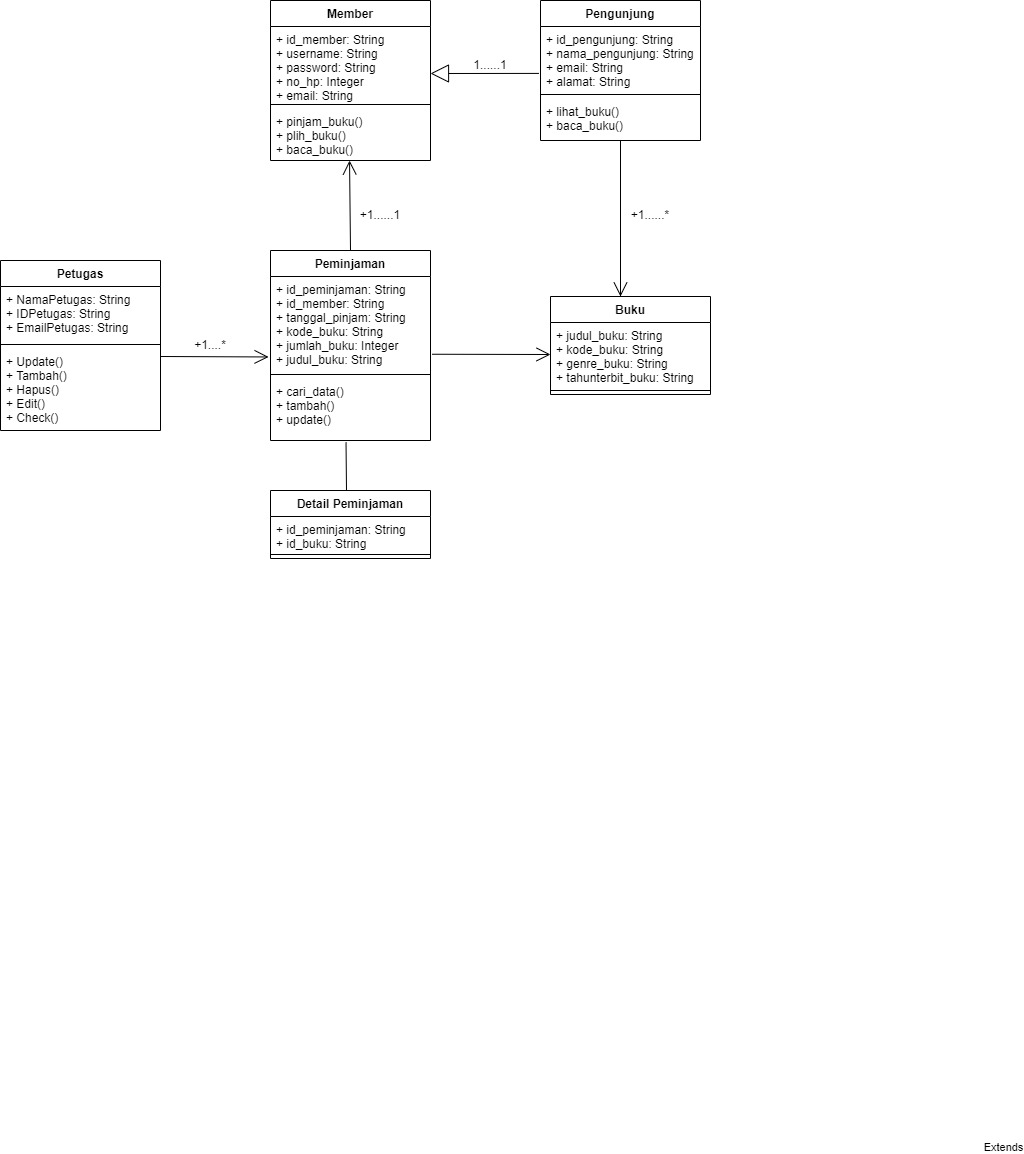 Member
+ id_member: String
+ username: String
+ password: String
+ no_hp: Integer
+ email: String
+ pinjam_buku()
+ plih_buku()
+ baca_buku()
1......1
Pengunjung
+ id_pengunjung: String
+ nama_pengunjung: String
+ email: String
+ alamat: String
+ lihat_buku()
+ baca_buku()
+1......1
+1......*
Petugas
+ NamaPetugas: String
+ IDPetugas: String
+ EmailPetugas: String
+ Update()
+ Tambah()
+ Hapus()
+ Edit()
+ Check()
+1....*
Peminjaman
+ id_peminjaman: String
+ id_member: String
+ tanggal_pinjam: String
+ kode_buku: String
+ jumlah_buku: Integer
+ judul_buku: String
+ cari_data()
+ tambah()
+ update()
Buku
+ judul_buku: String
+ kode_buku: String
+ genre_buku: String
+ tahunterbit_buku: String
Detail Peminjaman
+ id_peminjaman: String
+ id_buku: String
Extends